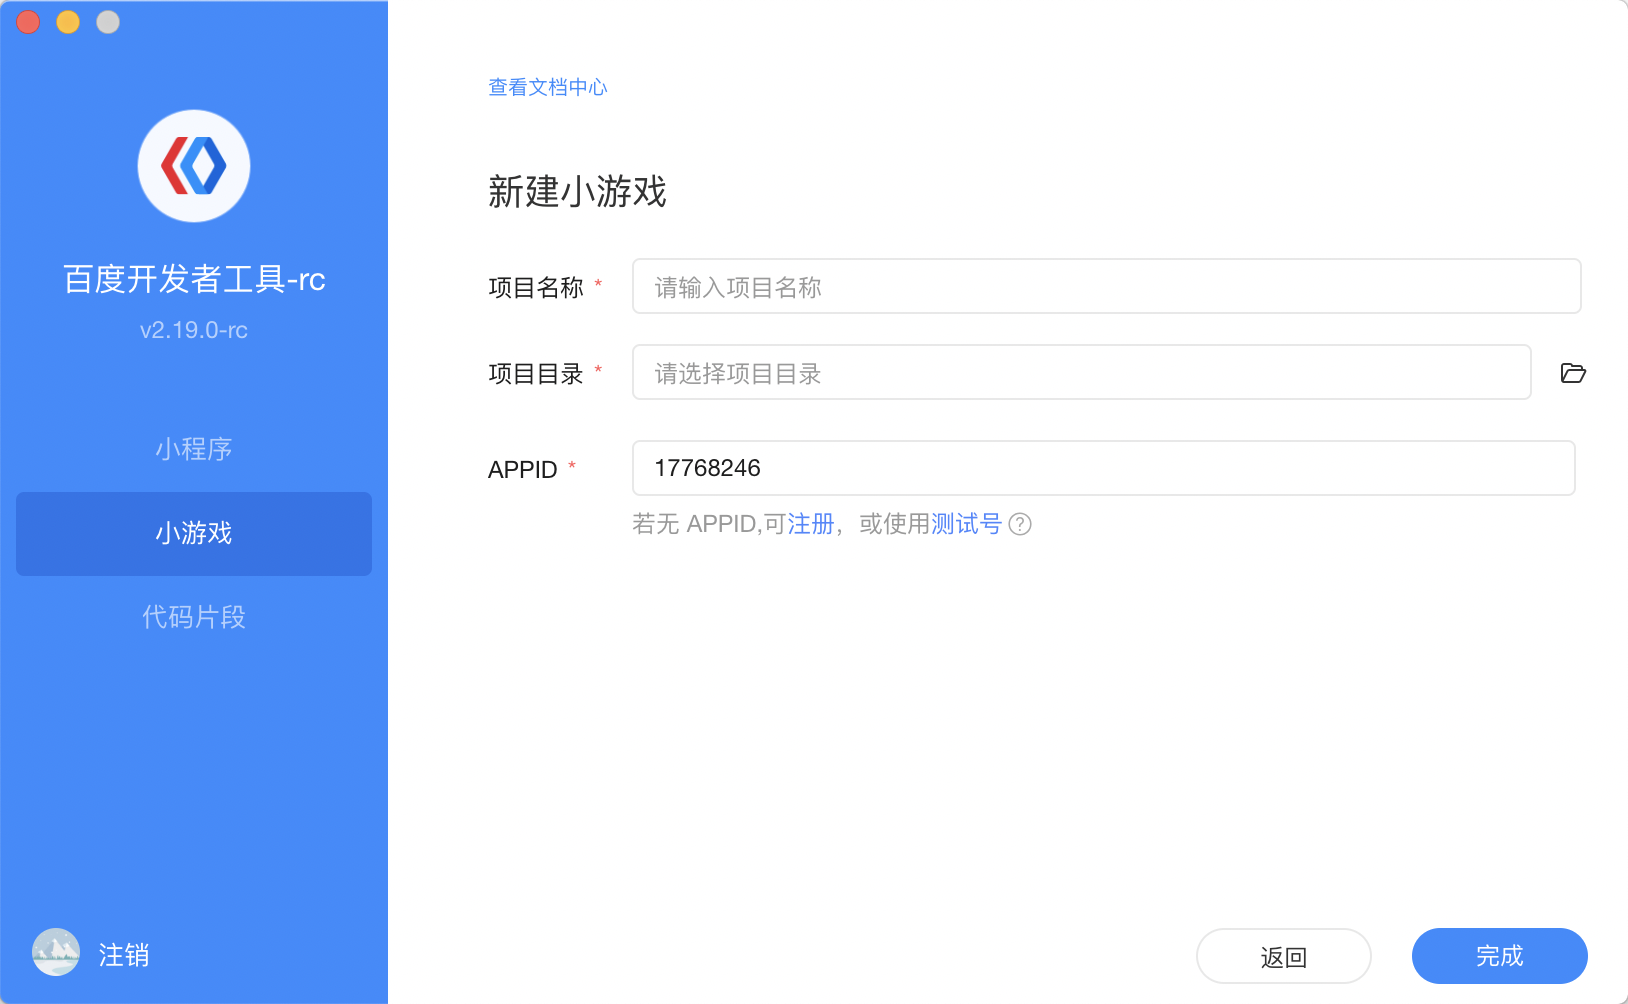 百度开发者工具-rc
v2.19.0-rc
小程序
小游戏
代码片段
注销
查看文档中心
新建小游戏
项目名称 *
请输入项目名称
项目目录 *
请选择项目目录
APPID *
17768246
若无 APPID,可注册，或使用测试号 ?
返回
完成